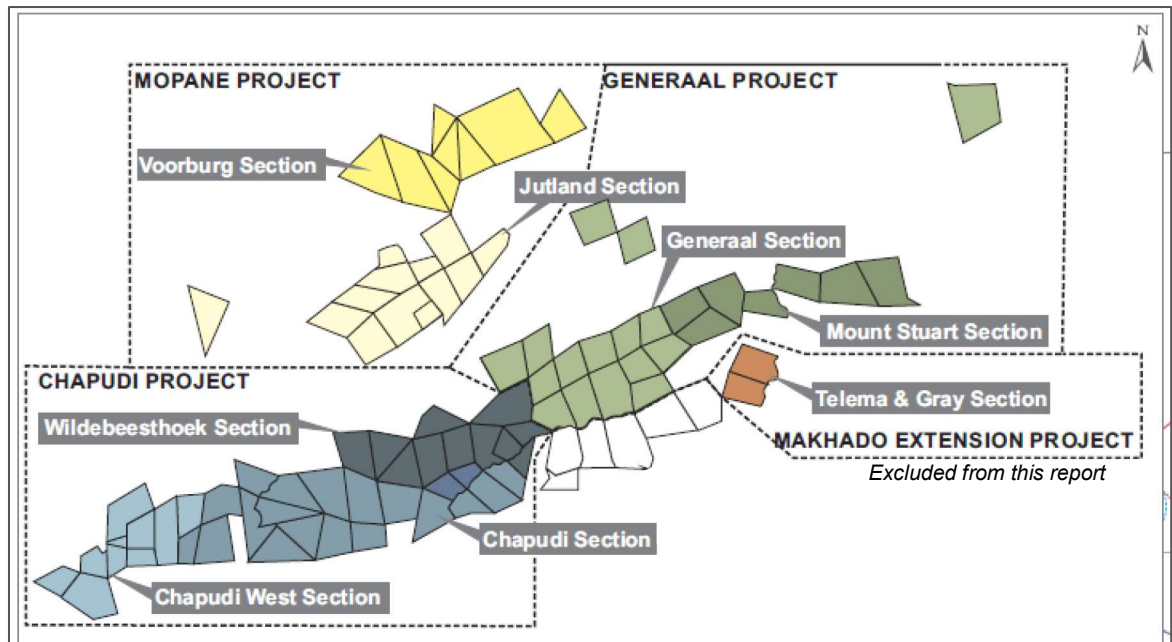 N
MOPANE PROJECT
GENERAAL PROJECT
Voorburg Section
Jutland Section
Generaal Section
Mount Stuart Section
CHAPUDI PROJECT
Telema & Gray Section
Wildebeesthoek Section
MAKHADO EXTENSION PROJECT
Excluded from this report
Chapudi Section
Chapudi West Section